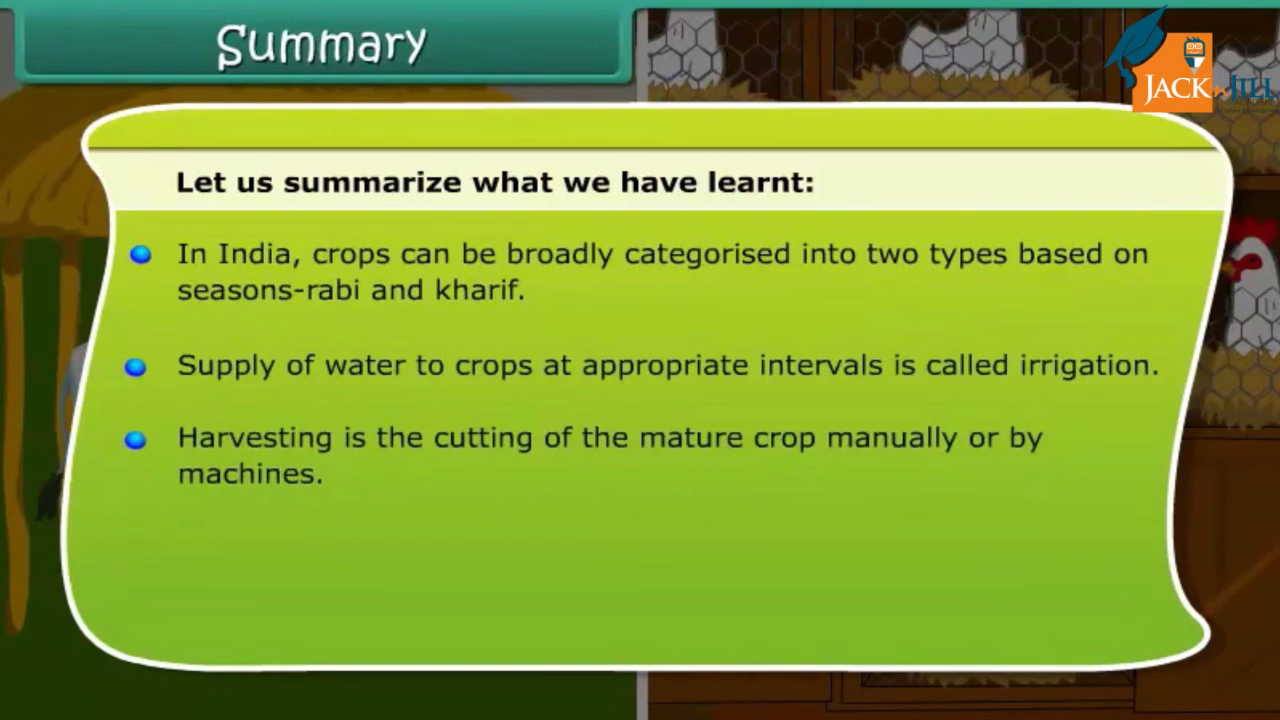 Summary
JACK n JILL
Let us summarize what we have learnt:
In India, crops can be broadly categorised into two types based on
seasons-rabi and kharif.
Supply of water to crops at appropriate intervals is called irrigation.
Harvesting is the cutting of the mature crop manually or by
machines.